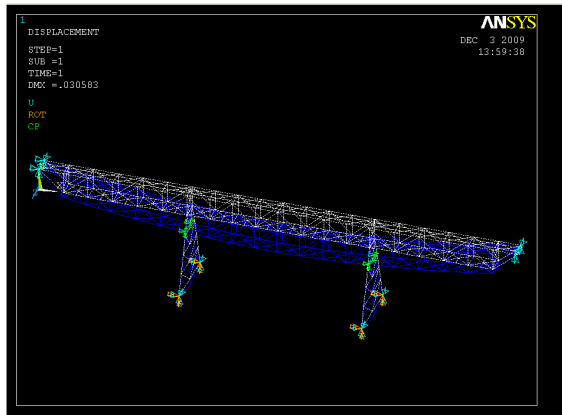 1
DISPLACEMENT
STEP=1
SUB =1
TIME=1
DMX =.030583
U
ROT
CP
ANSYS
DEC  3 2009
13:59:38